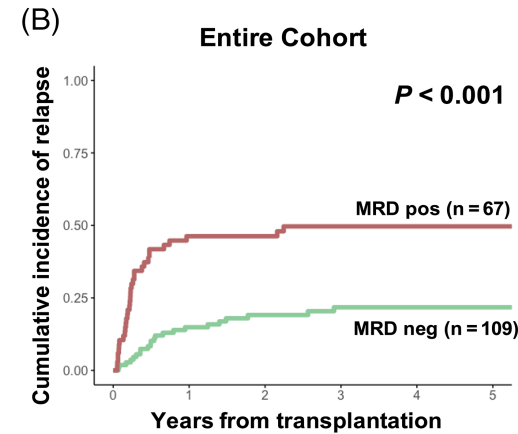 (B)
Entire Cohort
P < 0.001
Cumulative incidence of relapse
1.00
0.75
0.50
0.25
0.00
MRD pos (n = 67)
MRD neg (n = 109)
0 1 2 3 4 5
Years from transplantation